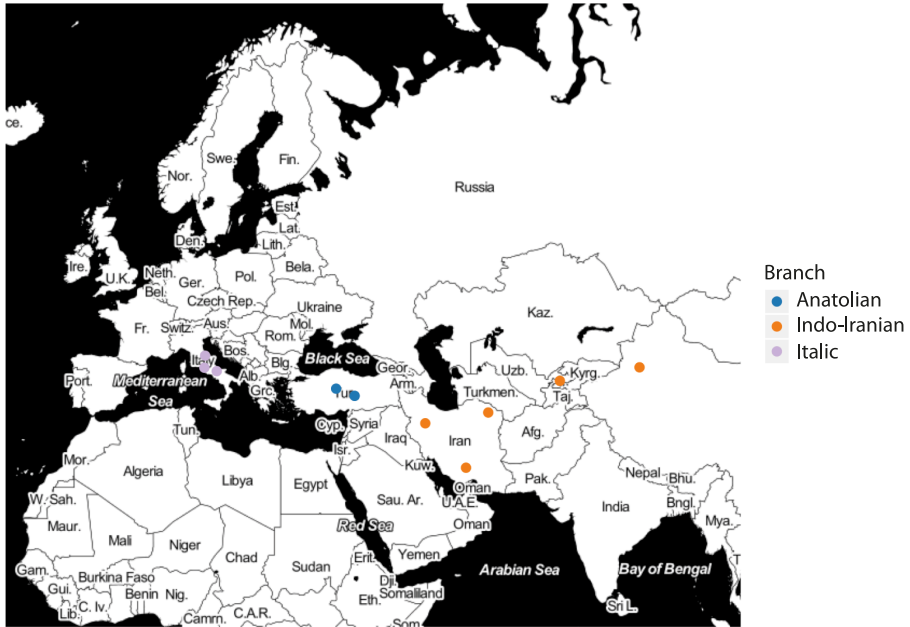 ce.
Nor.
Swe.
Fin.
Russia
Est.
Lat.
Lith.
Den.
Ire.
U.K.
Neth.
Bel.
Ger.
Pol.
Bela.
Czech Rep.
Ukraine
Kaz.
Fr.
Switz.
Aus.
Mol.
Rom.
Bos.
Italy
Blg.
Black Sea
Geor.
Uzb.
Kyrg.
Port.
Mediterranean
Sea
Alb.
Grc.
Tur.
Arm.
Turkmen.
Taj.
Tun.
Cyp.
Syria
Iraq
Iran
Afg.
Isr.
Mor.
Algeria
Libya
Egypt
Kuw.
Pak.
Nepal
Bhu.
W. Sah.
Sau. Ar.
Oman
U.A.E.
India
Bngl.
Mya.
Maur.
Red Sea
Oman
Mali
Niger
Chad
Sudan
Erit.
Yemen
Arabian Sea
Bay of Bengal
T
Gam.
Burkina Faso
Gui.
Benin
Nig.
Dji.
Somaliland
Eth.
Lib.
C. Iv.
Camrn.
C.A.R.
Som.
Sri L.
Branch
Anatolian
Indo-Iranian
Italic